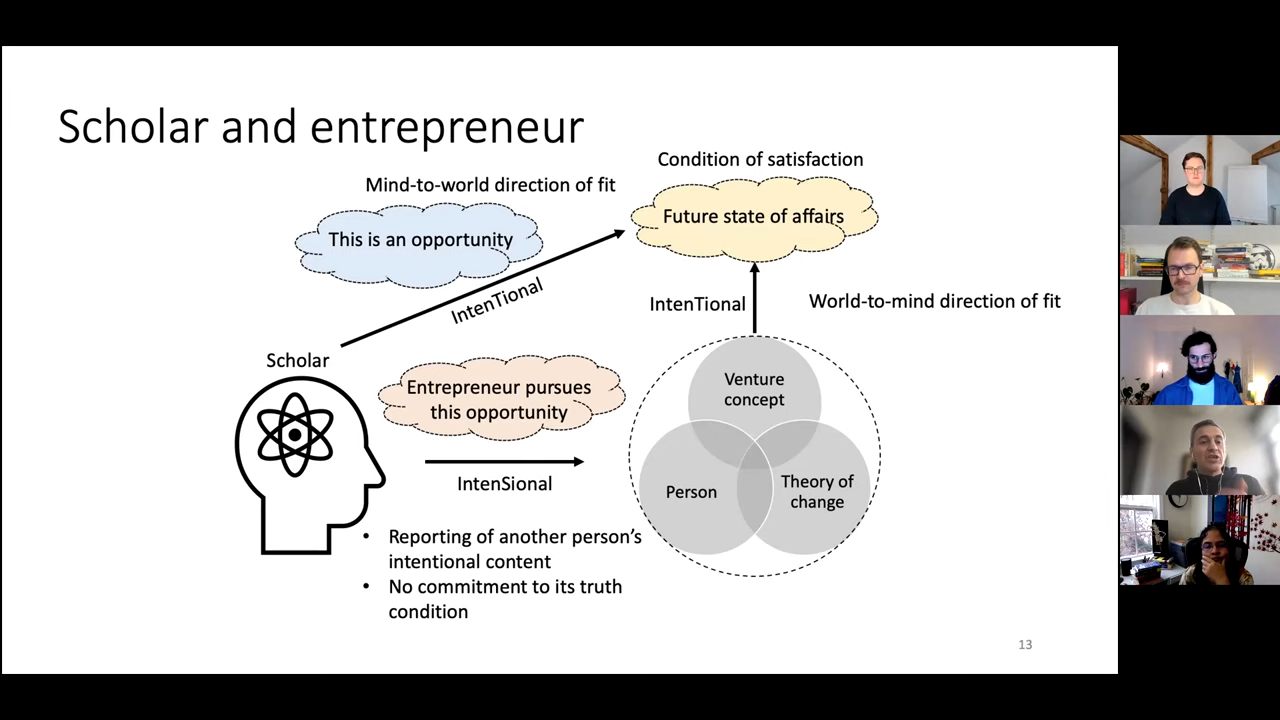 Scholar and entrepreneur
Condition of satisfaction
Mind-to-world direction of fit
Future state of affairs
This is an opportunity
IntenTional
IntenTional
World-to-mind direction of fit
Scholar
Entrepreneur pursues
this opportunity
Venture
concept
IntenSional
Person
Theory of
change
• Reporting of another person's
intentional content
• No commitment to its truth
condition
13